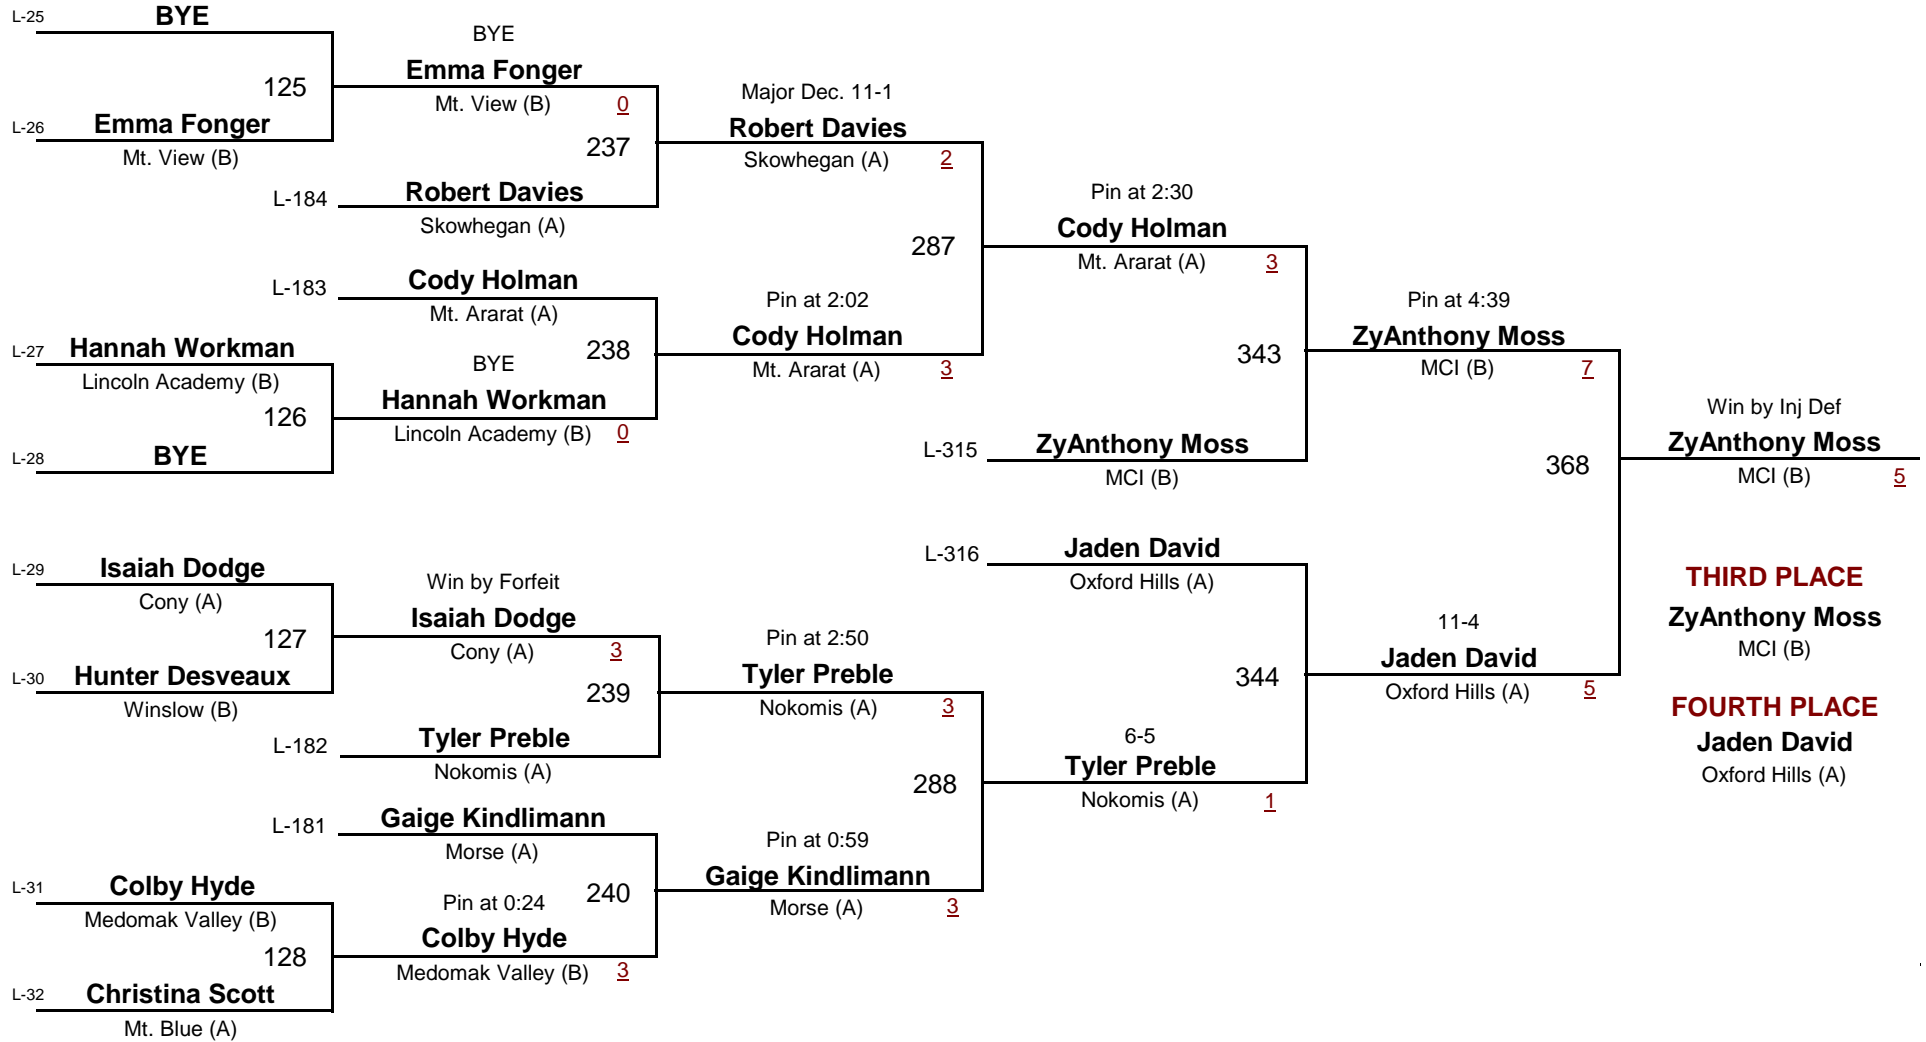 L-25
BYE
125
L-26
Emma Fonger
Mt. View (B)
BYE
Emma Fonger
Mt. View (B)
0
237
L-184
Robert Davies
Skowhegan (A)
Major Dec. 11-1
Robert Davies
Skowhegan (A)
2
L-183
Cody Holman
Mt. Ararat (A)
238
L-27
Hannah Workman
Lincoln Academy (B)
126
L-28
BYE
BYE
Hannah Workman
Lincoln Academy (B)
0
Pin at 2:02
Cody Holman
Mt. Ararat (A)
3
287
Pin at 2:30
Cody Holman
Mt. Ararat (A)
3
343
L-315
ZyAnthony Moss
MCI (B)
Pin at 4:39
ZyAnthony Moss
MCI (B)
7
368
Win by Inj Def
ZyAnthony Moss
MCI (B)
5
L-29
Isaiah Dodge
Cony (A)
127
L-30
Hunter Desveaux
Winslow (B)
Win by Forfeit
Isaiah Dodge
Cony (A)
3
239
L-182
Tyler Preble
Nokomis (A)
Pin at 2:50
Tyler Preble
Nokomis (A)
3
288
L-181
Gaige Kindlimann
Morse (A)
240
L-31
Colby Hyde
Medomak Valley (B)
128
L-32
Christina Scott
Mt. Blue (A)
Pin at 0:24
Colby Hyde
Medomak Valley (B)
3
Pin at 0:59
Gaige Kindlimann
Morse (A)
3
L-316
Jaden David
Oxford Hills (A)
344
6-5
Tyler Preble
Nokomis (A)
1
11-4
Jaden David
Oxford Hills (A)
5
THIRD PLACE
ZyAnthony Moss
MCI (B)
FOURTH PLACE
Jaden David
Oxford Hills (A)